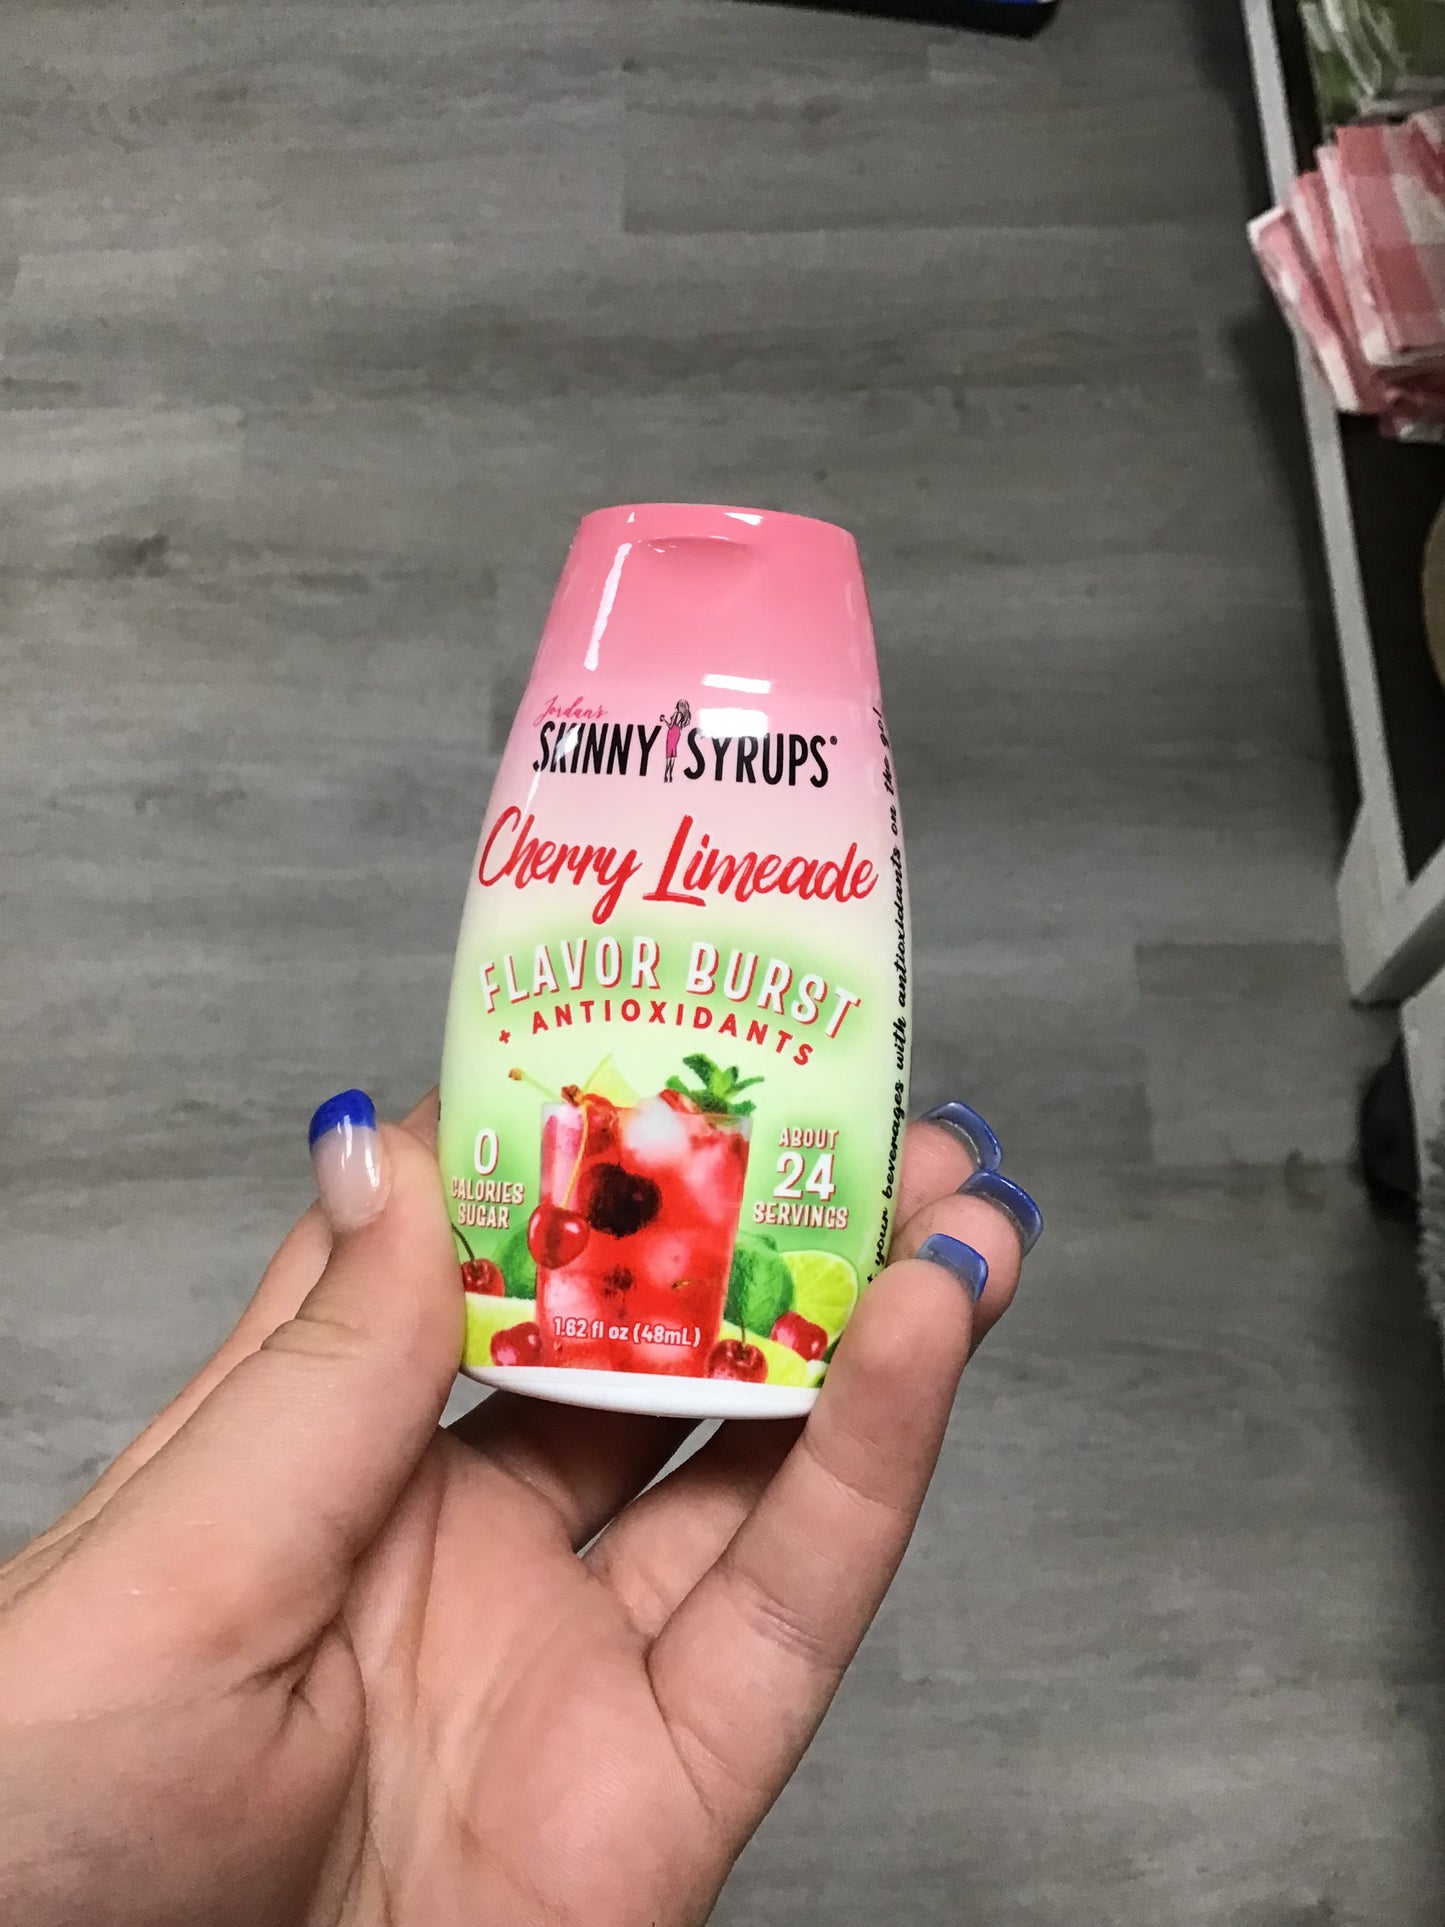 Jordan's
SKINNY SYRUPS®
Cherry Limeade
FLAVOR BURST
+ ANTIOXIDANTS
0
CALORIES
SUGAR
ABOUT
24
SERVINGS
1.62 fl oz (48mL)
your beverages with antioxidants on the go!